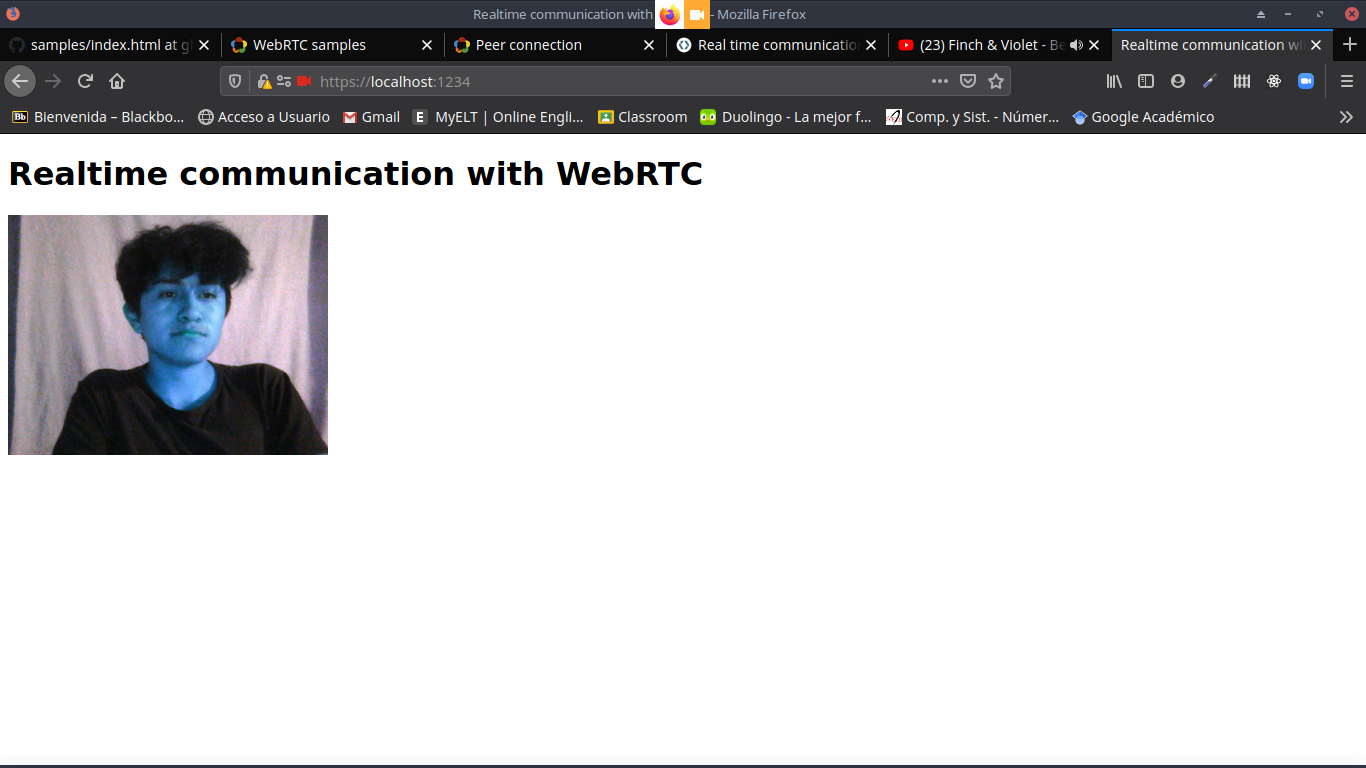 Realtime communication with - Mozilla Firefox
samples/index.html at g
WebRTC samples
Peer connection
Real time communication
(23) Finch & Violet - Be
Realtime communication wi
https://localhost:1234
Bb Bienvenida – Blackbo...
Acceso a Usuario
Gmail
E MyELT | Online Engli...
Classroom
Duolingo - La mejor f...
Comp. y Sist. - Númer...
Google Académico
Realtime communication with WebRTC